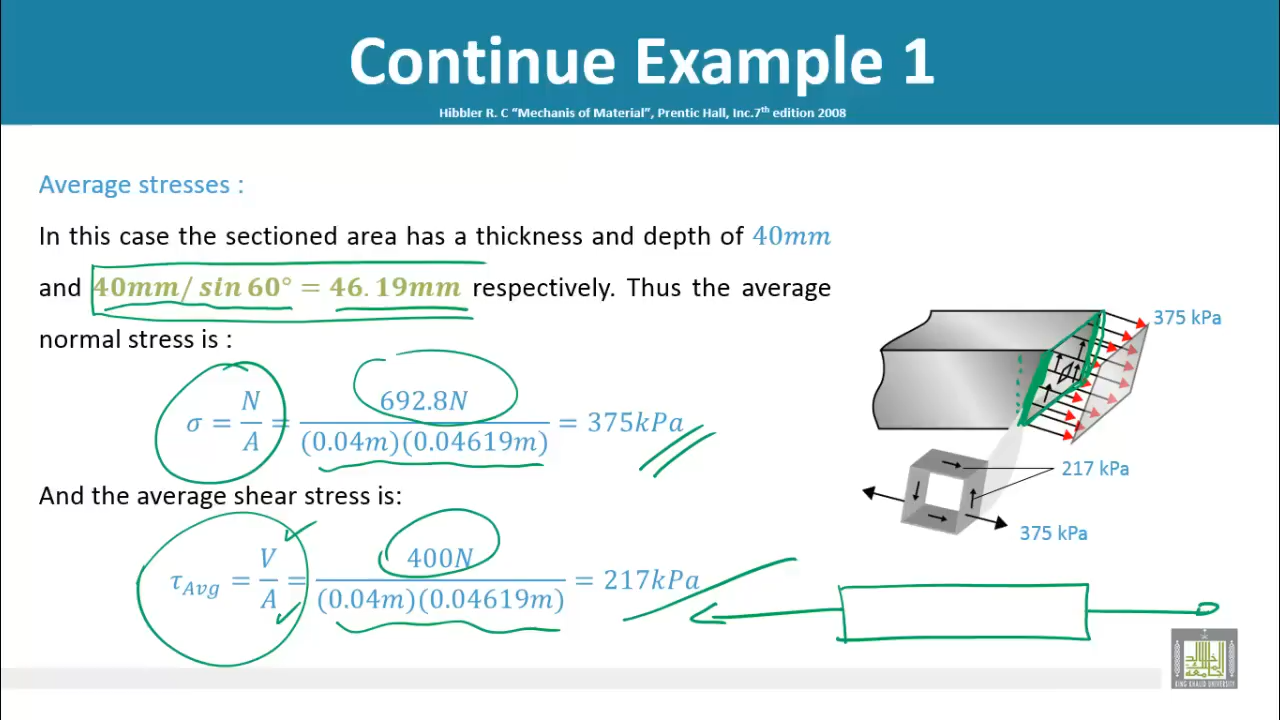 Continue Example 1
Hibbler R. C “Mechanis of Material”, Prentic Hall, Inc.7th edition 2008
Average stresses :
In this case the sectioned area has a thickness and depth of 40mm
and 40mm/ sin 60° = 46.19mm respectively. Thus the average
normal stress is :
σ = N/A = 692.8N/(0.04m)(0.04619m) = 375kPa
And the average shear stress is:
τAvg = V/A = 400N/(0.04m)(0.04619m) = 217kPa
375 kPa
217 kPa
375 kPa
KING KHALID UNIVERSITY